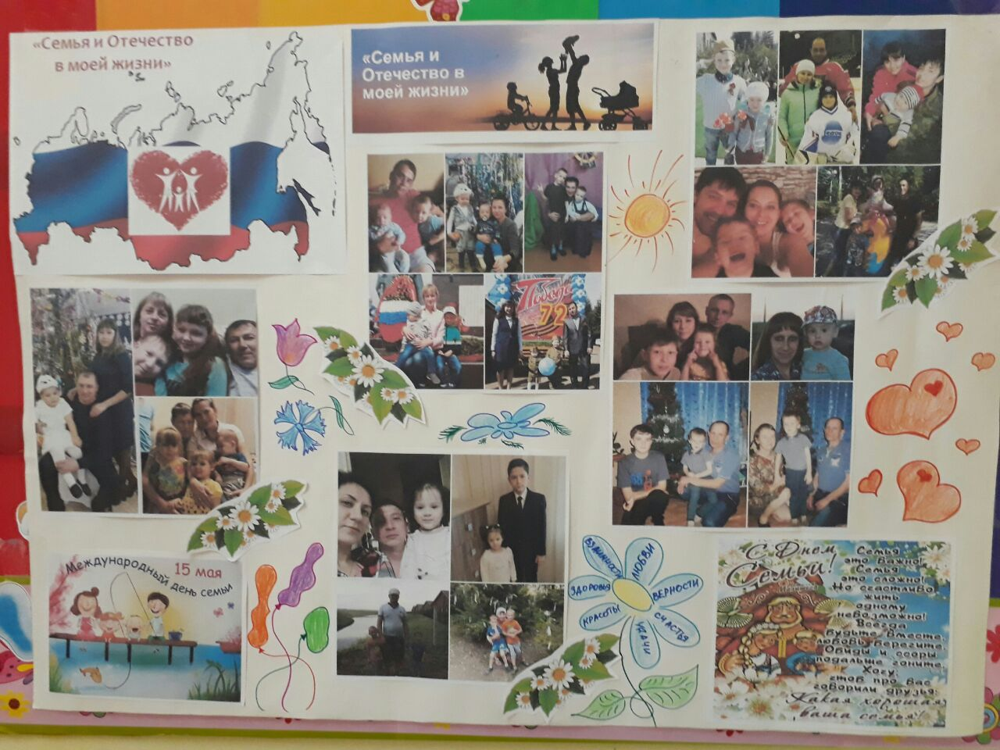 «Семья и Отечество
в моей жизни»
«Семья и
Отечество в
моей жизни»
Победа
72
Международный день семьи
15 мая
ВЗАИМНОСТЬ
ЛЮБВИ
ВЕРНОСТИ
СЧАСТЬЯ
УДАЧИ
КРАСОТЫ
ЗДОРОВЬЯ
С Днем
Семьи!
Семья
это важно!
Семья
это сложно!
Но счастливо
жить
одному
невозможно!
Всегда
будьте вместе,
любовь берегите,
Обиды и ссоры
подальше гоните,
Хочу,
чтоб про вас
говорили друзья:
Какая хорошая
ваша семья!